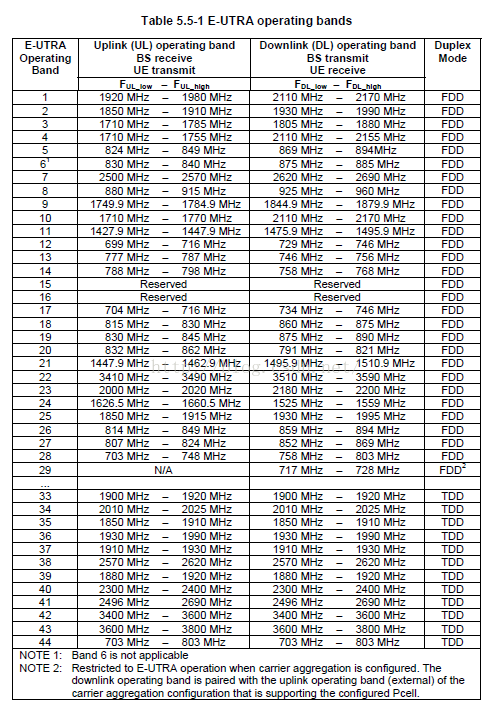 Table 5.5-1 E-UTRA operating bands
E-UTRA Operating Band Uplink (UL) operating band BS receive UE transmit Downlink (DL) operating band BS transmit UE receive Duplex Mode
FUL_low – FUL_high FDL_low – FDL_high
1 1920 MHz – 1980 MHz 2110 MHz – 2170 MHz FDD
2 1850 MHz – 1910 MHz 1930 MHz – 1990 MHz FDD
3 1710 MHz – 1785 MHz 1805 MHz – 1880 MHz FDD
4 1710 MHz – 1755 MHz 2110 MHz – 2155 MHz FDD
5 824 MHz – 849 MHz 869 MHz – 894MHz FDD
6¹ 830 MHz – 840 MHz 875 MHz – 885 MHz FDD
7 2500 MHz – 2570 MHz 2620 MHz – 2690 MHz FDD
8 880 MHz – 915 MHz 925 MHz – 960 MHz FDD
9 1749.9 MHz – 1784.9 MHz 1844.9 MHz – 1879.9 MHz FDD
10 1710 MHz – 1770 MHz 2110 MHz – 2170 MHz FDD
11 1427.9 MHz – 1447.9 MHz 1475.9 MHz – 1495.9 MHz FDD
12 699 MHz – 716 MHz 729 MHz – 746 MHz FDD
13 777 MHz – 787 MHz 746 MHz – 756 MHz FDD
14 788 MHz – 798 MHz 758 MHz – 768 MHz FDD
15 Reserved Reserved FDD
16 Reserved Reserved FDD
17 704 MHz – 716 MHz 734 MHz – 746 MHz FDD
18 815 MHz – 830 MHz 860 MHz – 875 MHz FDD
19 830 MHz – 845 MHz 875 MHz – 890 MHz FDD
20 832 MHz – 862 MHz 791 MHz – 821 MHz FDD
21 1447.9 MHz – 1462.9 MHz 1495.9 MHz – 1510.9 MHz FDD
22 3410 MHz – 3490 MHz 3510 MHz – 3590 MHz FDD
23 2000 MHz – 2020 MHz 2180 MHz – 2200 MHz FDD
24 1626.5 MHz – 1660.5 MHz 1525 MHz – 1559 MHz FDD
25 1850 MHz – 1915 MHz 1930 MHz – 1995 MHz FDD
26 814 MHz – 849 MHz 859 MHz – 894 MHz FDD
27 807 MHz – 824 MHz 852 MHz – 869 MHz FDD
28 703 MHz – 748 MHz 758 MHz – 803 MHz FDD
29 N/A 717 MHz – 728 MHz FDD²
...
33 1900 MHz – 1920 MHz 1900 MHz – 1920 MHz TDD
34 2010 MHz – 2025 MHz 2010 MHz – 2025 MHz TDD
35 1850 MHz – 1910 MHz 1850 MHz – 1910 MHz TDD
36 1930 MHz – 1990 MHz 1930 MHz – 1990 MHz TDD
37 1910 MHz – 1930 MHz 1910 MHz – 1930 MHz TDD
38 2570 MHz – 2620 MHz 2570 MHz – 2620 MHz TDD
39 1880 MHz – 1920 MHz 1880 MHz – 1920 MHz TDD
40 2300 MHz – 2400 MHz 2300 MHz – 2400 MHz TDD
41 2496 MHz 2690 MHz 2496 MHz 2690 MHz TDD
42 3400 MHz – 3600 MHz 3400 MHz – 3600 MHz TDD
43 3600 MHz – 3800 MHz 3600 MHz – 3800 MHz TDD
44 703 MHz – 803 MHz 703 MHz – 803 MHz TDD
NOTE 1: Band 6 is not applicable
NOTE 2: Restricted to E-UTRA operation when carrier aggregation is configured. The
downlink operating band is paired with the uplink operating band (external) of the
carrier aggregation configuration that is supporting the configured Pcell.